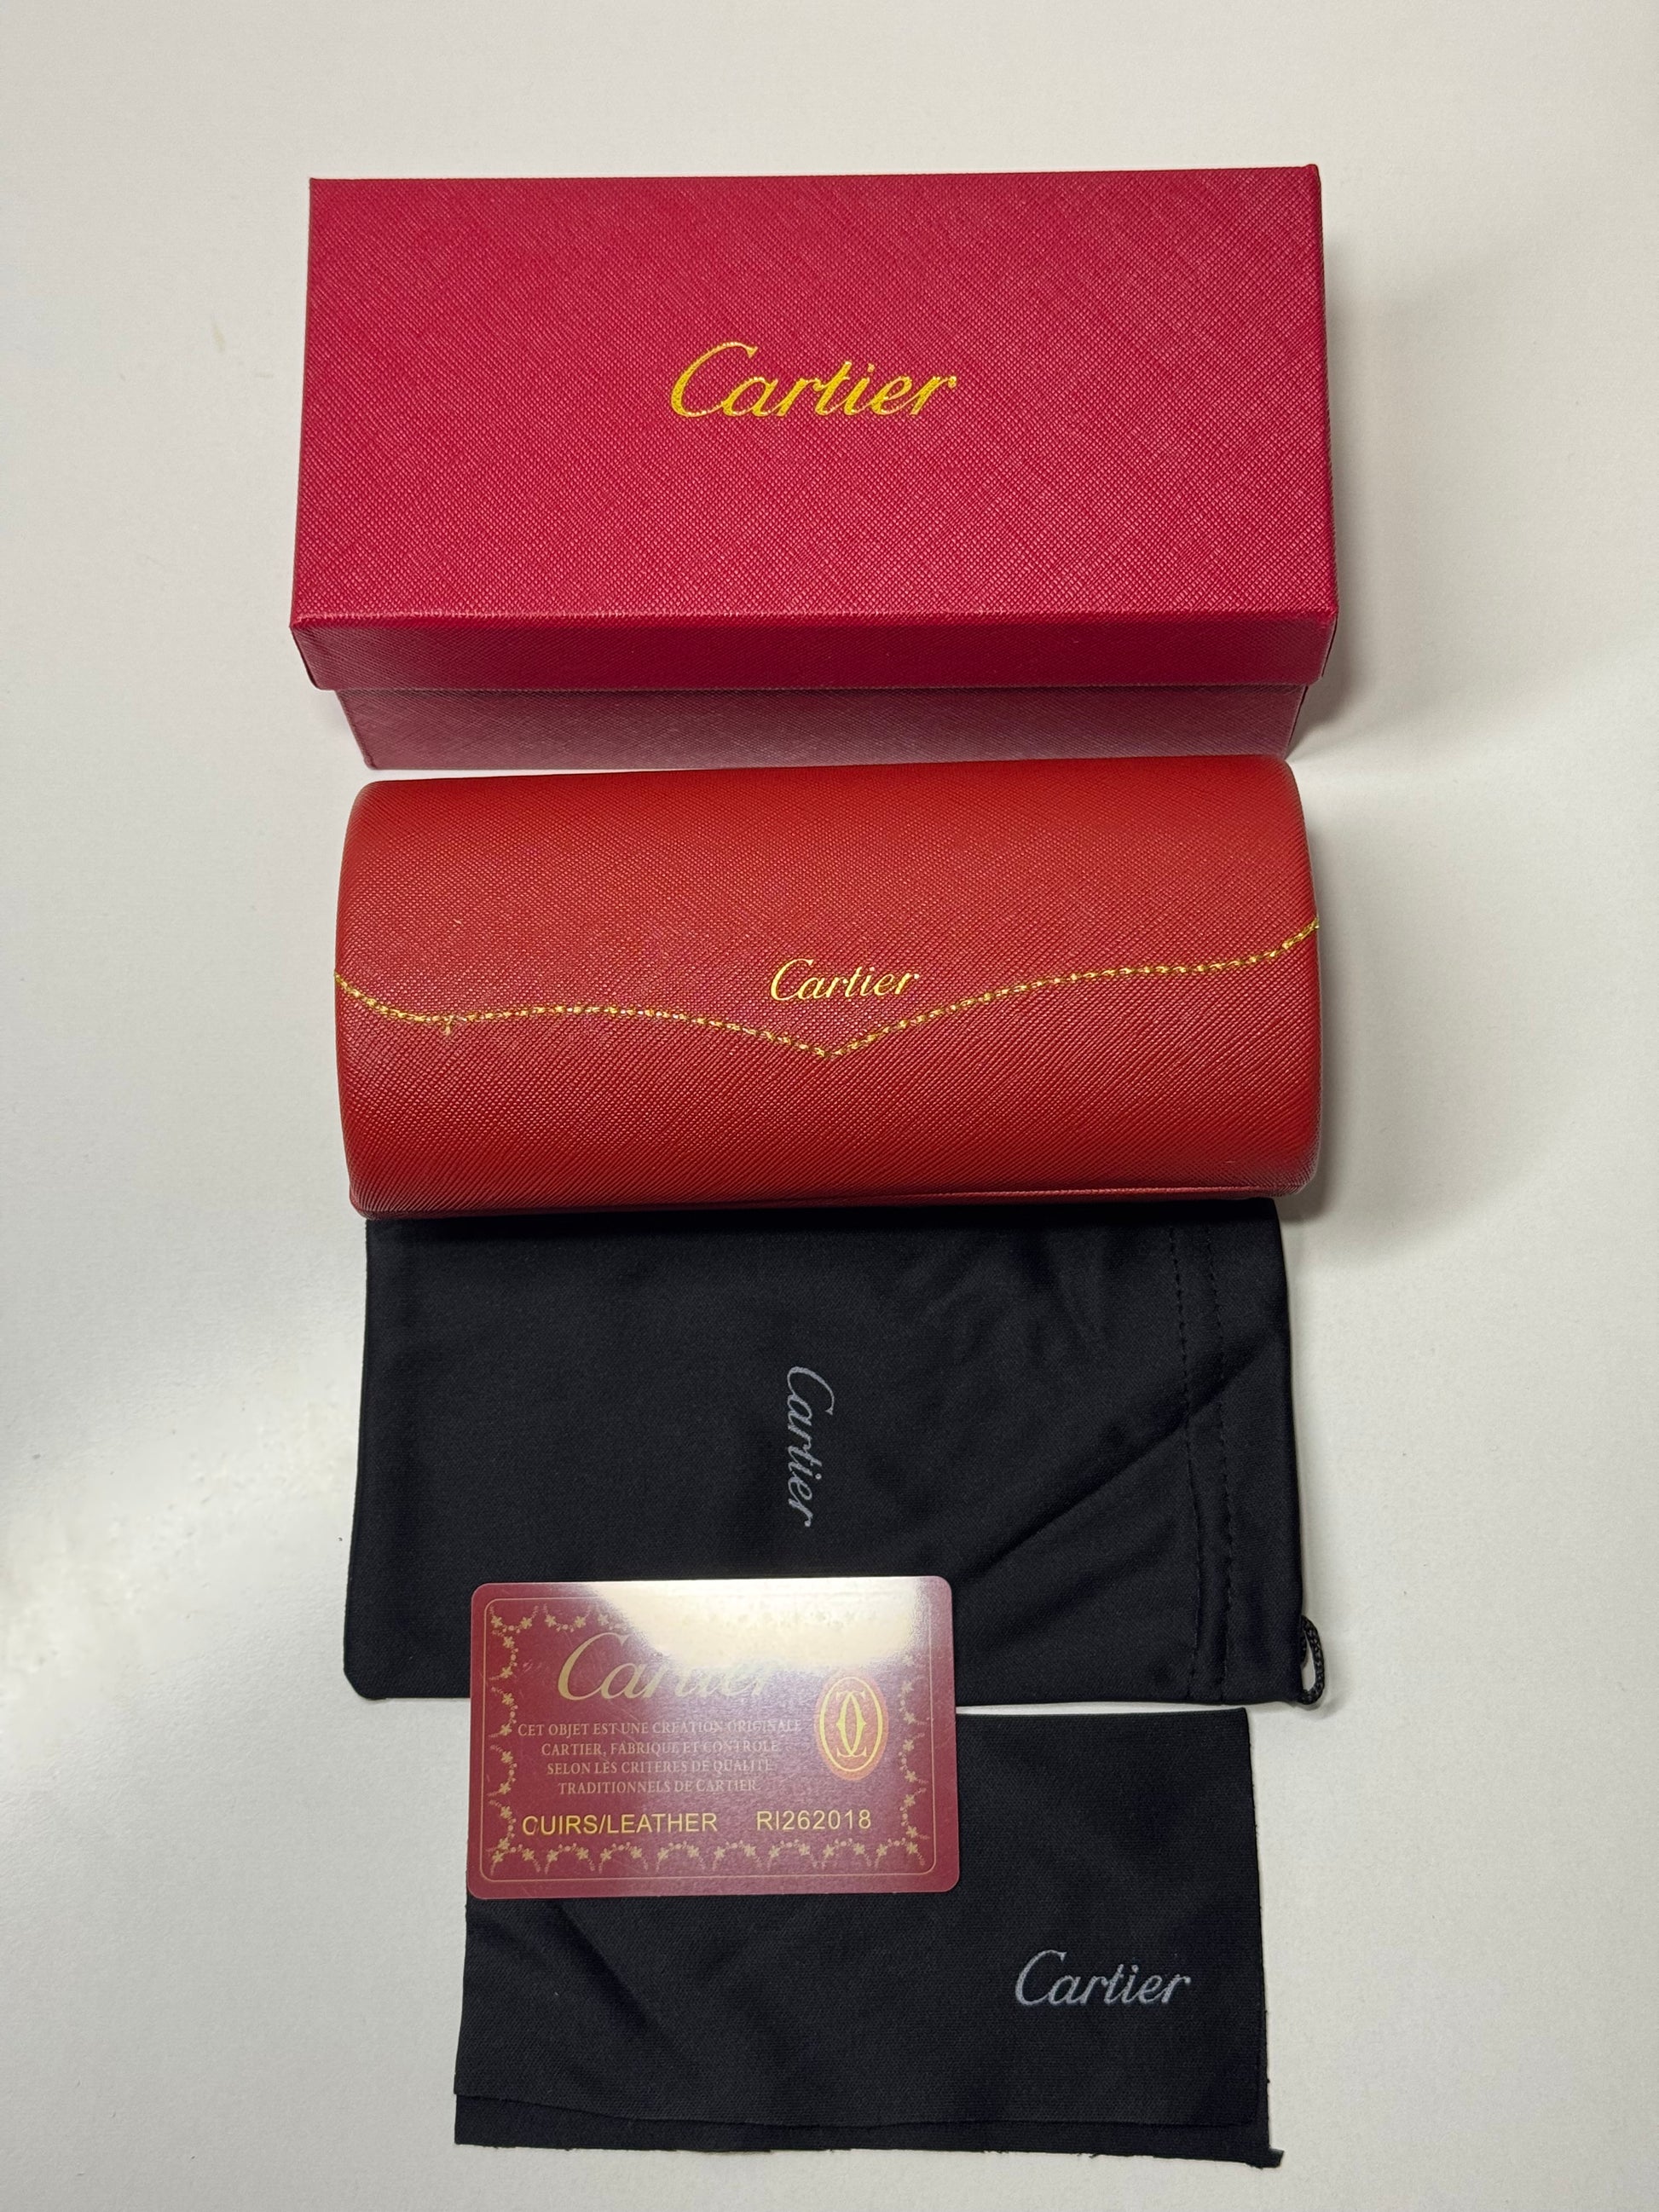 Cartier
Cartier
Cartier
Cartier
CET OBJET EST UNE CREATION ORIGINALE
CARTIER, FABRIQUE ET CONTROLE
SELON LES CRITERES DE QUALITE
TRADITIONNELS DE CARTIER
CUIRS/LEATHER RI262018
Cartier